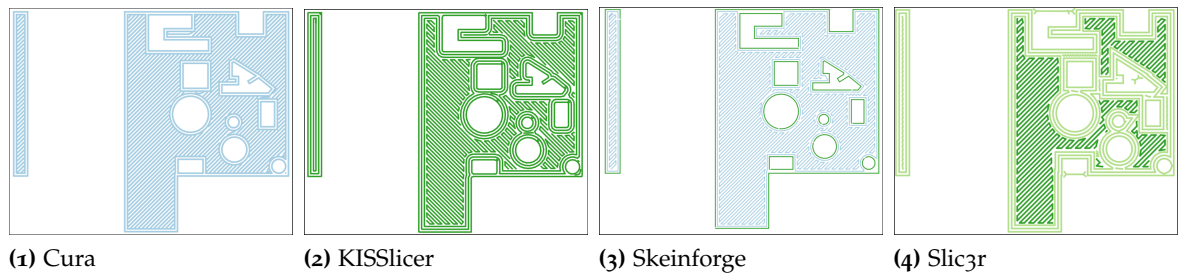 (1) Cura
(2) KISSlicer
(3) Skeinforge
(4) Slic3r